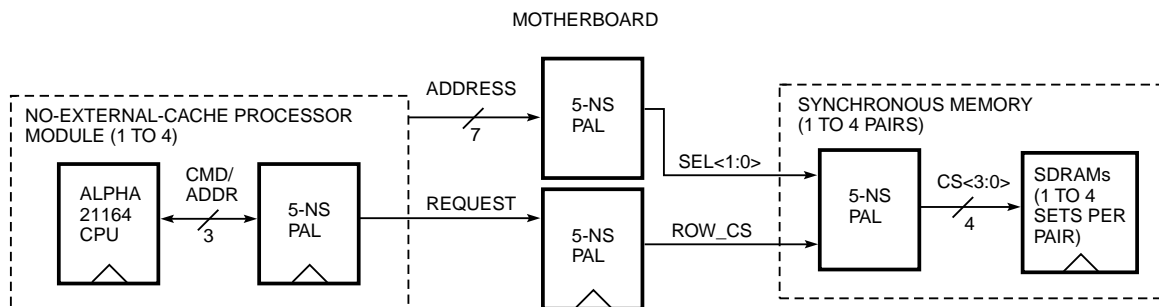 MOTHERBOARD
NO-EXTERNAL-CACHE PROCESSOR
MODULE (1 TO 4)
ALPHA
21164
CPU
CMD/
ADDR
3
5-NS
PAL
ADDRESS
7
REQUEST
5-NS
PAL
5-NS
PAL
SEL<1:0>
ROW_CS
SYNCHRONOUS MEMORY
(1 TO 4 PAIRS)
5-NS
PAL
CS<3:0>
4
SDRAMs
(1 TO 4
SETS PER
PAIR)